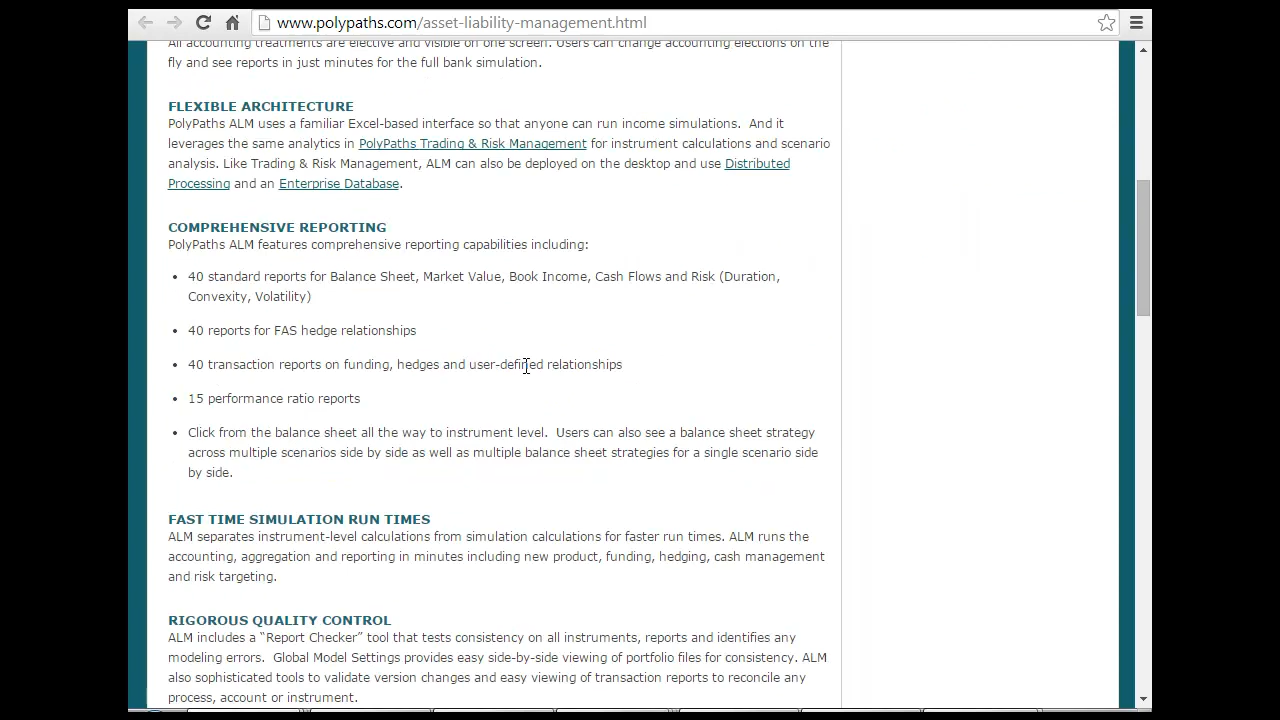 www.polypaths.com/asset-liability-management.html
All accounting treatments are elective and visible on one screen. Users can change accounting elections on the
fly and see reports in just minutes for the full bank simulation.
FLEXIBLE ARCHITECTURE
PolyPaths ALM uses a familiar Excel-based interface so that anyone can run income simulations.  And it
leverages the same analytics in PolyPaths Trading & Risk Management for instrument calculations and scenario
analysis. Like Trading & Risk Management, ALM can also be deployed on the desktop and use Distributed
Processing and an Enterprise Database.
COMPREHENSIVE REPORTING
PolyPaths ALM features comprehensive reporting capabilities including:
• 40 standard reports for Balance Sheet, Market Value, Book Income, Cash Flows and Risk (Duration,
Convexity, Volatility)
• 40 reports for FAS hedge relationships
• 40 transaction reports on funding, hedges and user-defined relationships
• 15 performance ratio reports
• Click from the balance sheet all the way to instrument level.  Users can also see a balance sheet strategy
across multiple scenarios side by side as well as multiple balance sheet strategies for a single scenario side
by side.
FAST TIME SIMULATION RUN TIMES
ALM separates instrument-level calculations from simulation calculations for faster run times. ALM runs the
accounting, aggregation and reporting in minutes including new product, funding, hedging, cash management
and risk targeting.
RIGOROUS QUALITY CONTROL
ALM includes a “Report Checker” tool that tests consistency on all instruments, reports and identifies any
modeling errors.  Global Model Settings provides easy side-by-side viewing of portfolio files for consistency. ALM
also sophisticated tools to validate version changes and easy viewing of transaction reports to reconcile any
process, account or instrument.